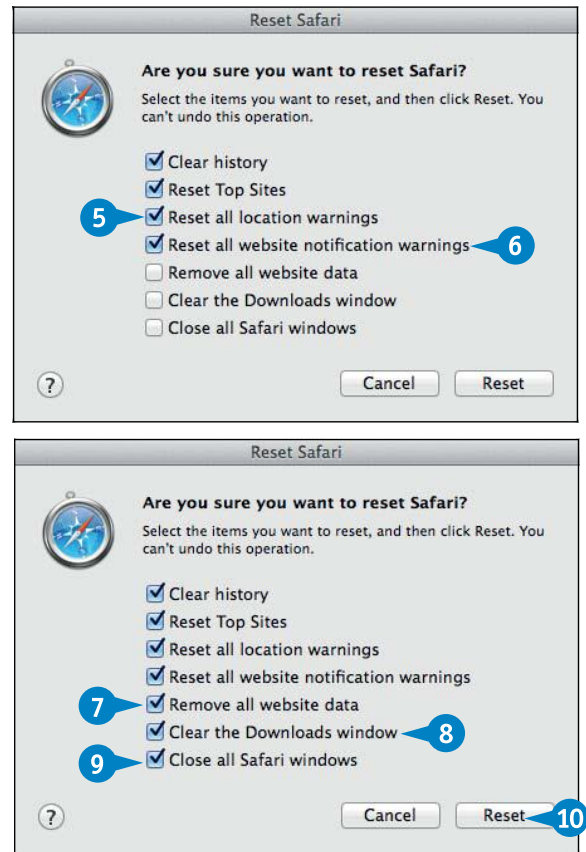 Reset Safari
Are you sure you want to reset Safari?
Select the items you want to reset, and then click Reset. You
can't undo this operation.
Clear history
Reset Top Sites
5 Reset all location warnings
Reset all website notification warnings 6
Remove all website data
Clear the Downloads window
Close all Safari windows
? Cancel Reset
Reset Safari
Are you sure you want to reset Safari?
Select the items you want to reset, and then click Reset. You
can't undo this operation.
Clear history
Reset Top Sites
Reset all location warnings
Reset all website notification warnings
7 Remove all website data
Clear the Downloads window 8
9 Close all Safari windows
? Cancel Reset 10